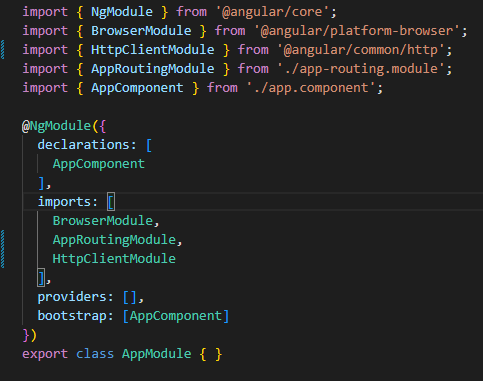 import { NgModule } from '@angular/core';
import { BrowserModule } from '@angular/platform-browser';
import { HttpClientModule } from '@angular/common/http';
import { AppRoutingModule } from './app-routing.module';
import { AppComponent } from './app.component';

@NgModule({
  declarations: [
    AppComponent
  ],
  imports: [
    BrowserModule,
    AppRoutingModule,
    HttpClientModule
  ],
  providers: [],
  bootstrap: [AppComponent]
})
export class AppModule { }